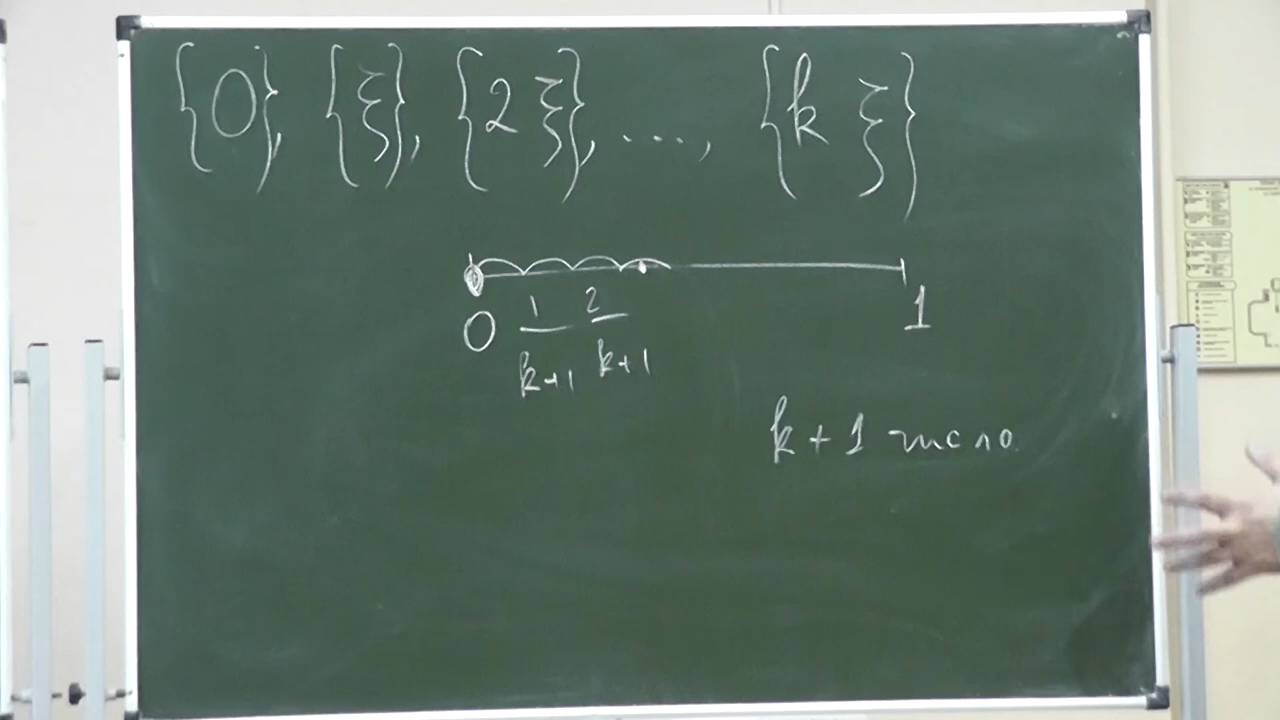 {0}, {ξ}, {2ξ}, ..., {kξ}
0 1/k+1 2/k+1 1
k+1 число